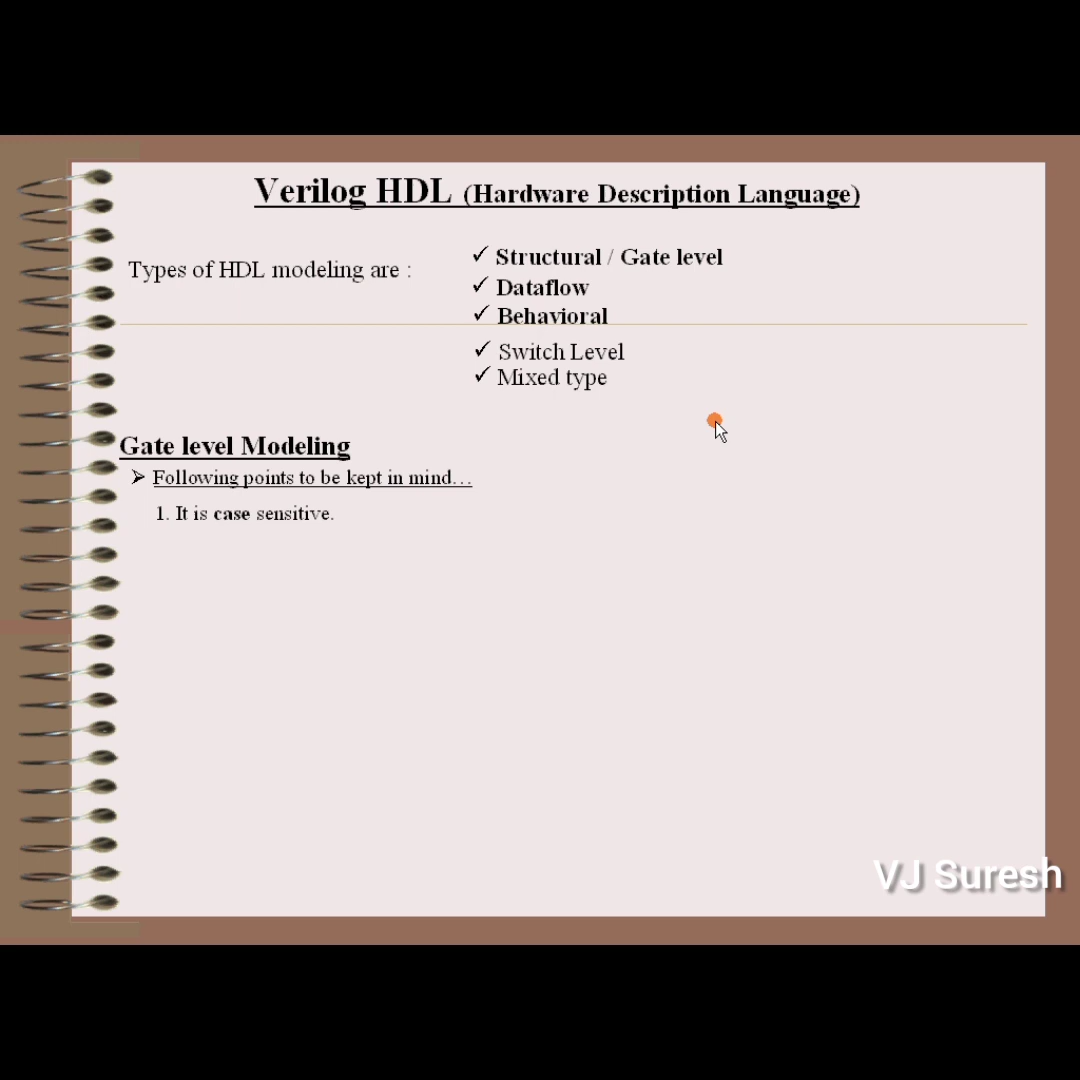 Verilog HDL (Hardware Description Language)
Types of HDL modeling are :
✓ Structural / Gate level
✓ Dataflow
✓ Behavioral
✓ Switch Level
✓ Mixed type
Gate level Modeling
➢ Following points to be kept in mind…
1. It is case sensitive.
VJ Suresh